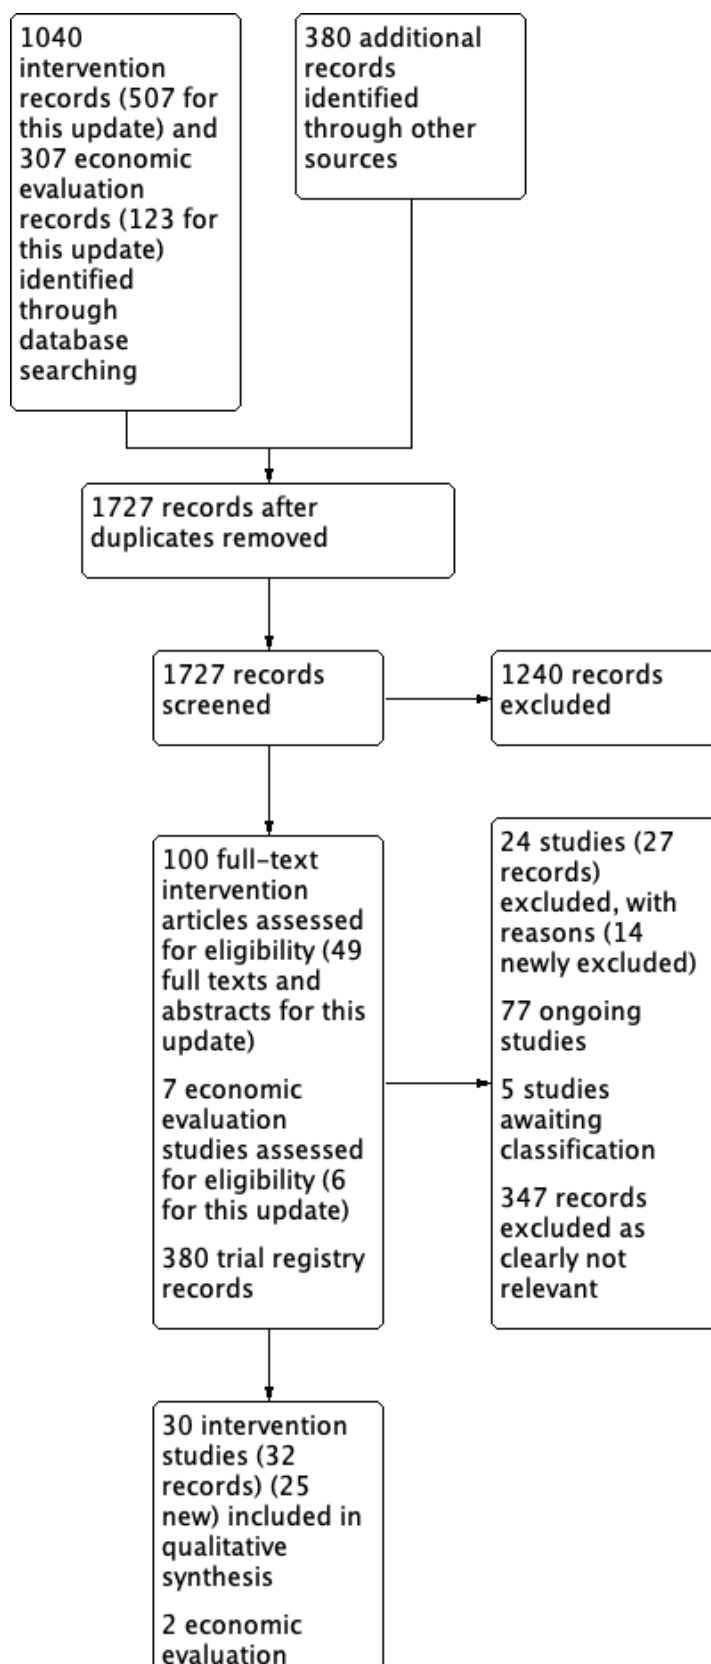 1040
intervention
records (507 for
this update) and
307 economic
evaluation
records (123 for
this update)
identified
through
database
searching
380 additional
records
identified
through other
sources
1727 records after
duplicates removed
1727 records
screened
1240 records
excluded
100 full-text
intervention
articles assessed
for eligibility (49
full texts and
abstracts for this
update)
7 economic
evaluation
studies assessed
for eligibility (6
for this update)
380 trial registry
records
24 studies (27
records)
excluded, with
reasons (14
newly excluded)
77 ongoing
studies
5 studies
awaiting
classification
347 records
excluded as
clearly not
relevant
30 intervention
studies (32
records) (25
new) included in
qualitative
synthesis
2 economic
evaluation